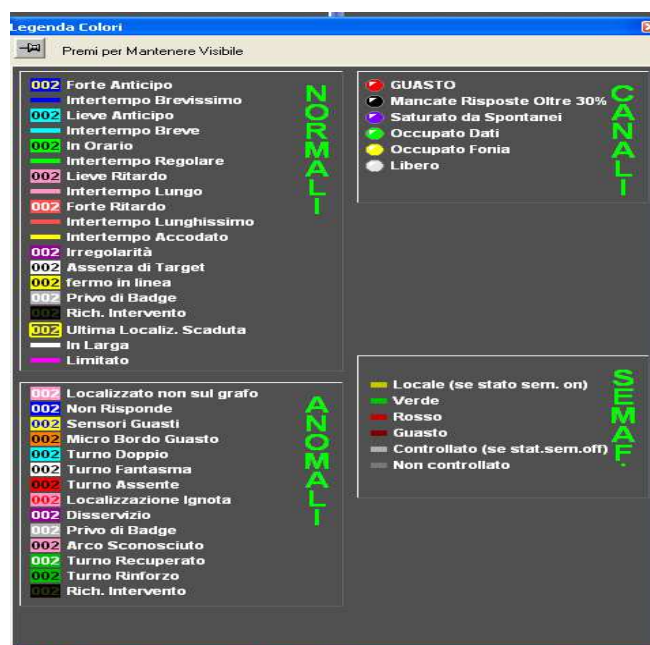 Legenda Colori
Premi per Mantenere Visibile
NORMALI
002 Forte Anticipo
Intertempo Brevissimo
002 Lieve Anticipo
Intertempo Breve
002 In Orario
Intertempo Regolare
002 Lieve Ritardo
Intertempo Lungo
002 Forte Ritardo
Intertempo Lunghissimo
Intertempo Accodato
002 Irregolarità
002 Assenza di Target
002 fermo in linea
002 Privo di Badge
002 Rich. Intervento
002 Ultima Localiz. Scaduta
In Larga
Limitato
ANOMALI
002 Localizzato non sul grafo
002 Non Risponde
002 Sensori Guasti
002 Micro Bordo Guasto
002 Turno Doppio
002 Turno Fantasma
002 Turno Assente
002 Localizzazione Ignota
002 Disservizio
002 Privo di Badge
002 Arco Sconosciuto
002 Turno Recuperato
002 Turno Rinforzo
002 Rich. Intervento
CANALI
GUASTO
Mancate Risposte Oltre 30%
Saturato da Spontanei
Occupato Dati
Occupato Fonia
Libero
SEMAF.
Locale (se stato sem. on)
Verde
Rosso
Guasto
Controllato (se stat.sem.off)
Non controllato